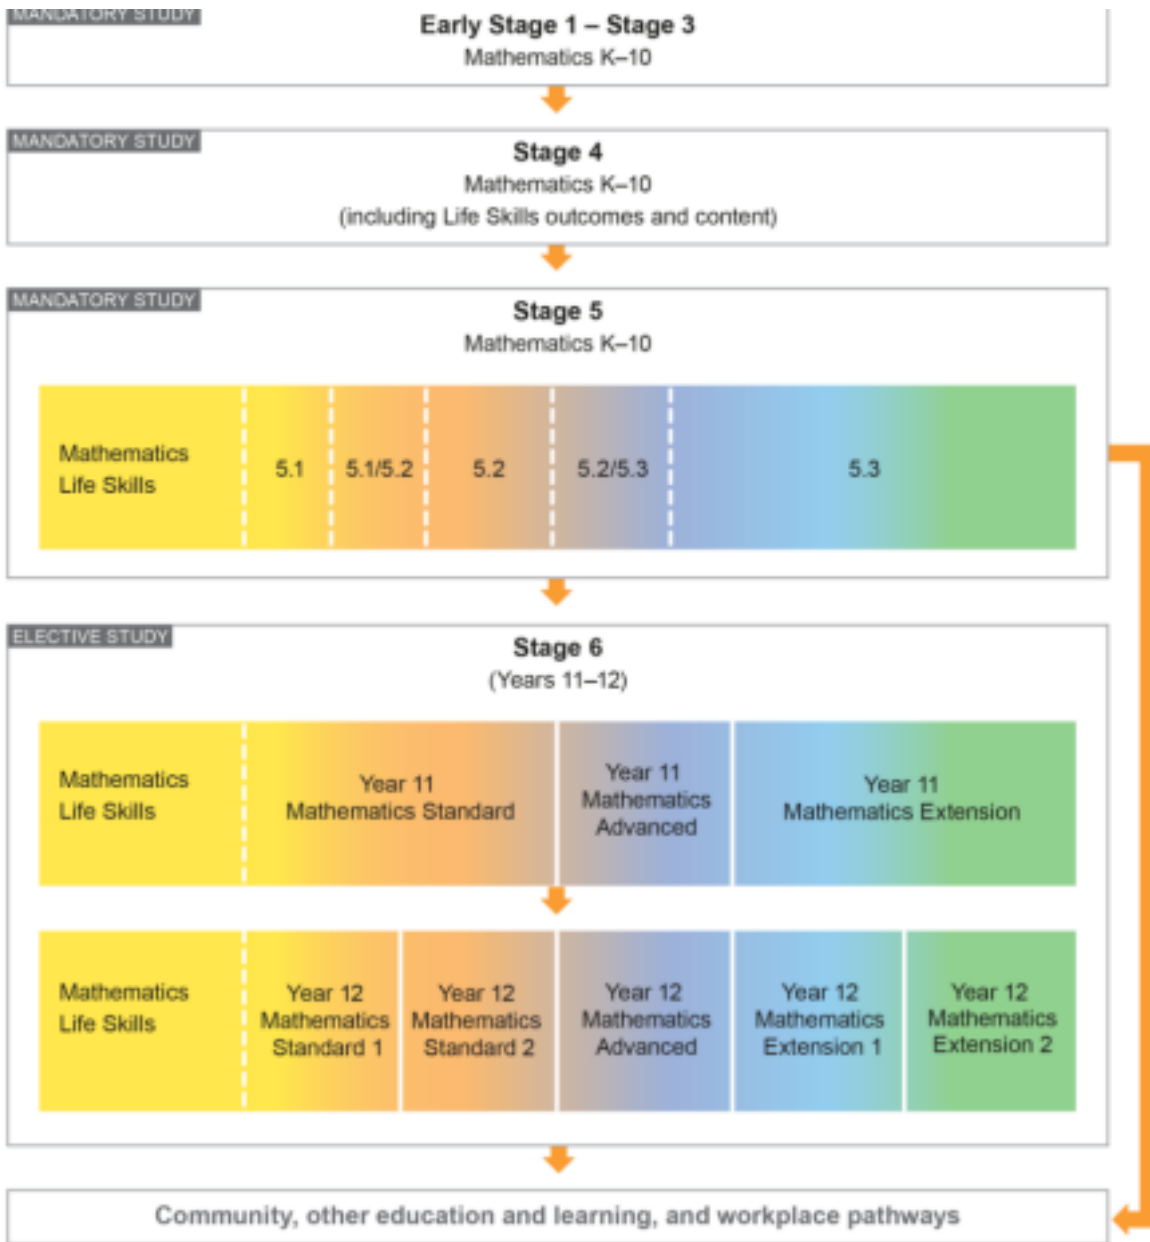 MANDATORY STUDY
Early Stage 1 – Stage 3
Mathematics K–10
MANDATORY STUDY
Stage 4
Mathematics K–10
(including Life Skills outcomes and content)
MANDATORY STUDY
Stage 5
Mathematics K–10
Mathematics
Life Skills
5.1
5.1/5.2
5.2
5.2/5.3
5.3
ELECTIVE STUDY
Stage 6
(Years 11–12)
Mathematics
Life Skills
Year 11
Mathematics Standard
Year 11
Mathematics
Advanced
Year 11
Mathematics Extension
Mathematics
Life Skills
Year 12
Mathematics
Standard 1
Year 12
Mathematics
Standard 2
Year 12
Mathematics
Advanced
Year 12
Mathematics
Extension 1
Year 12
Mathematics
Extension 2
Community, other education and learning, and workplace pathways